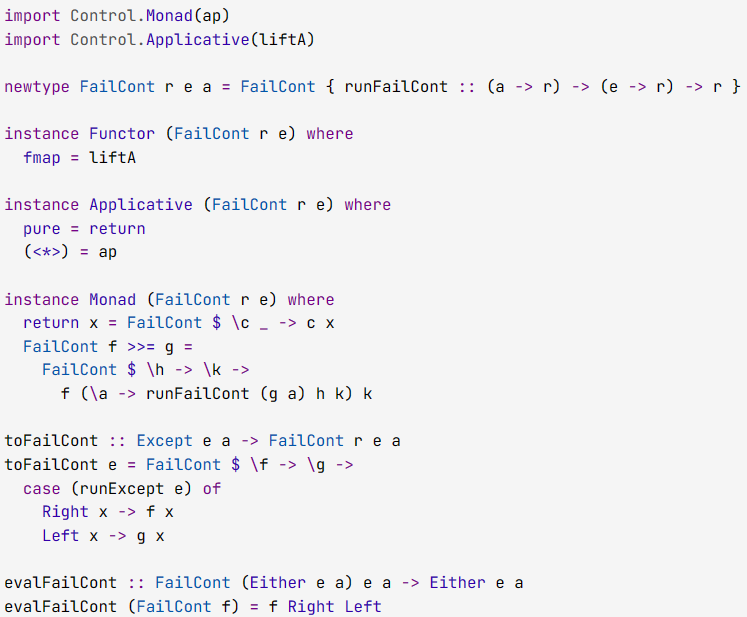 import Control.Monad(ap)
import Control.Applicative(liftA)

newtype FailCont r e a = FailCont { runFailCont :: (a -> r) -> (e -> r) -> r }

instance Functor (FailCont r e) where
  fmap = liftA

instance Applicative (FailCont r e) where
  pure = return
  (<*>) = ap

instance Monad (FailCont r e) where
  return x = FailCont $ \c _ -> c x
  FailCont f >>= g =
    FailCont $ \h -> \k ->
      f (\a -> runFailCont (g a) h k) k

toFailCont :: Except e a -> FailCont r e a
toFailCont e = FailCont $ \f -> \g ->
  case (runExcept e) of
    Right x -> f x
    Left x -> g x

evalFailCont :: FailCont (Either e a) e a -> Either e a
evalFailCont (FailCont f) = f Right Left